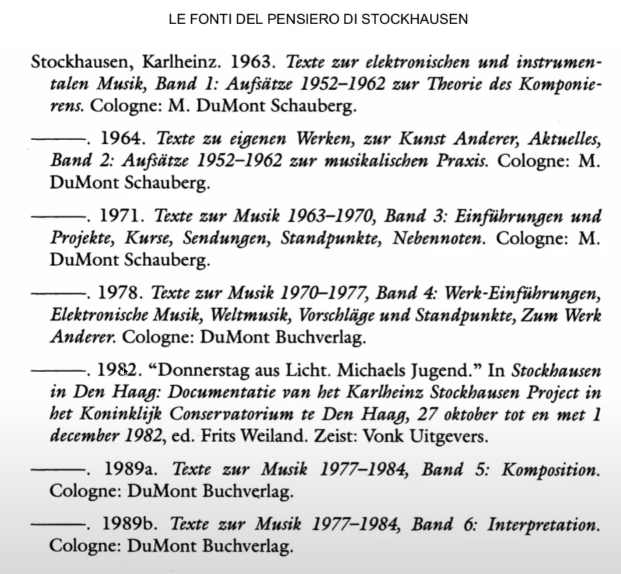 LE FONTI DEL PENSIERO DI STOCKHAUSEN
Stockhausen, Karlheinz. 1963. Texte zur elektronischen und instrumen-
talen Musik, Band 1: Aufsätze 1952–1962 zur Theorie des Komponie-
rens. Cologne: M. DuMont Schauberg.
———. 1964. Texte zu eigenen Werken, zur Kunst Anderer, Aktuelles,
Band 2: Aufsätze 1952–1962 zur musikalischen Praxis. Cologne: M.
DuMont Schauberg.
———. 1971. Texte zur Musik 1963–1970, Band 3: Einführungen und
Projekte, Kurse, Sendungen, Standpunkte, Nebennoten. Cologne: M.
DuMont Schauberg.
———. 1978. Texte zur Musik 1970–1977, Band 4: Werk-Einführungen,
Elektronische Musik, Weltmusik, Vorschläge und Standpunkte, Zum Werk
Anderer. Cologne: DuMont Buchverlag.
———. 1982. “Donnerstag aus Licht. Michaels Jugend.” In Stockhausen
in Den Haag: Documentatie van het Karlheinz Stockhausen Project in
het Koninklijk Conservatorium te Den Haag, 27 oktober tot en met 1
december 1982, ed. Frits Weiland. Zeist: Vonk Uitgevers.
———. 1989a. Texte zur Musik 1977–1984, Band 5: Komposition.
Cologne: DuMont Buchverlag.
———. 1989b. Texte zur Musik 1977–1984, Band 6: Interpretation.
Cologne: DuMont Buchverlag.